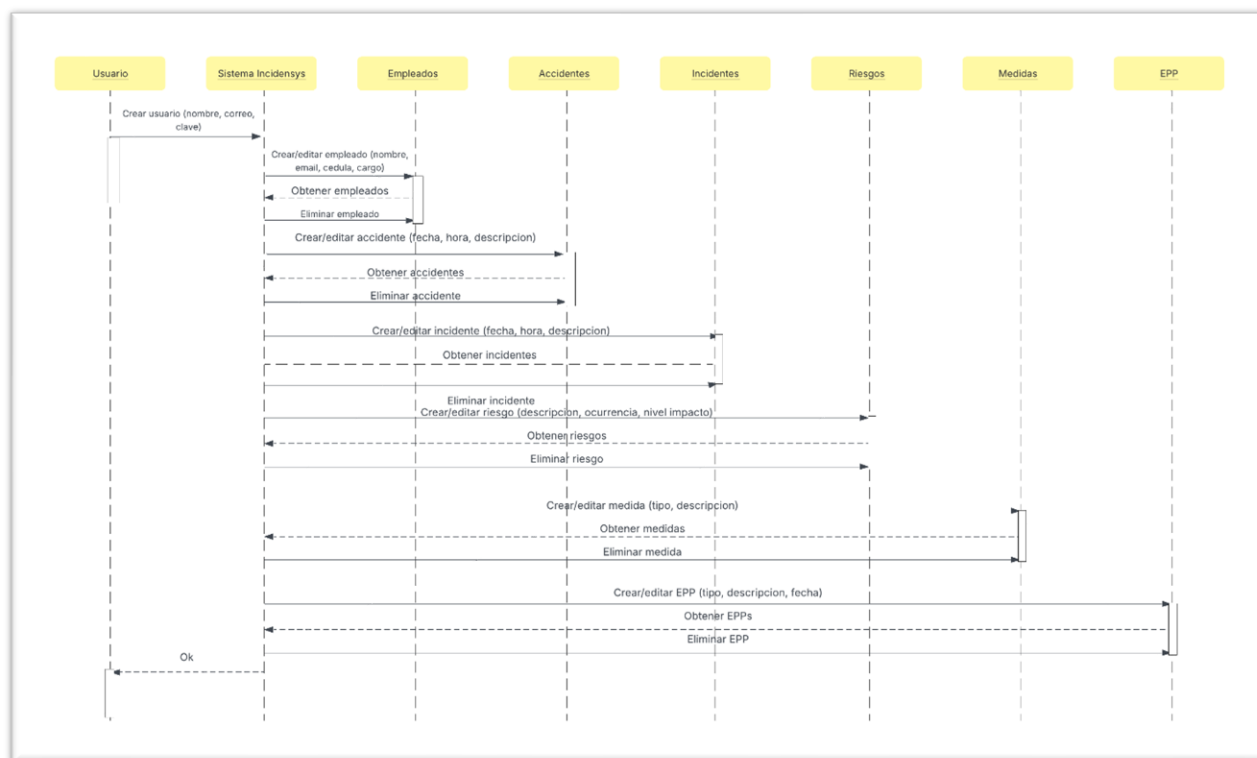 Usuario
Sistema Incidensys
Empleados
Accidentes
Incidentes
Riesgos
Medidas
EPP
Crear usuario (nombre, correo,
clave)
Crear/editar empleado (nombre,
email, cedula, cargo)
Obtener empleados
Eliminar empleado
Crear/editar accidente (fecha, hora, descripcion)
Obtener accidentes
Eliminar accidente
Crear/editar incidente (fecha, hora, descripcion)
Obtener incidentes
Eliminar incidente
Crear/editar riesgo (descripcion, ocurrencia, nivel impacto)
Obtener riesgos
Eliminar riesgo
Crear/editar medida (tipo, descripcion)
Obtener medidas
Eliminar medida
Crear/editar EPP (tipo, descripcion, fecha)
Obtener EPPs
Eliminar EPP
Ok